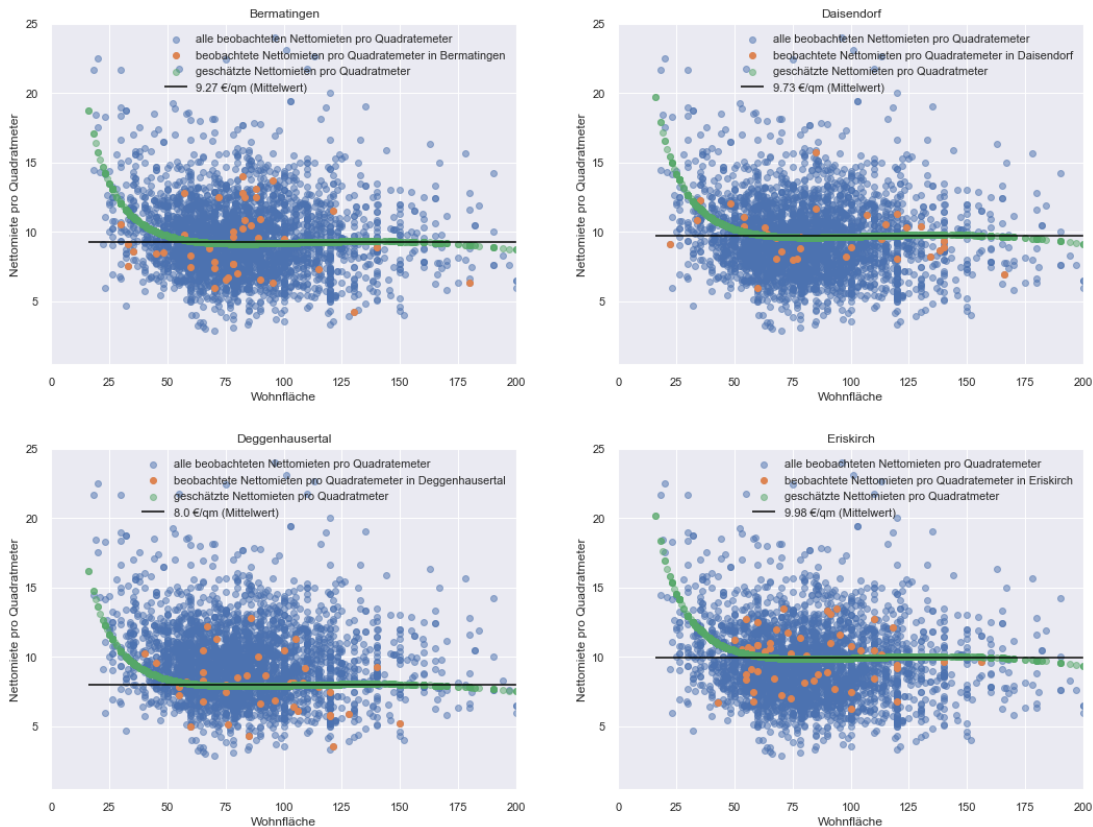 Bermatingen
alle beobachteten Nettomieten pro Quadratemeter
beobachtete Nettomieten pro Quadratemeter in Bermatingen
geschätzte Nettomieten pro Quadratmeter
9.27 €/qm (Mittelwert)
Nettomiete pro Quadratmeter
25
20
15
10
5
0 25 50 75 100 125 150 175 200
Wohnfläche
Daisendorf
alle beobachteten Nettomieten pro Quadratemeter
beobachtete Nettomieten pro Quadratemeter in Daisendorf
geschätzte Nettomieten pro Quadratmeter
9.73 €/qm (Mittelwert)
Nettomiete pro Quadratmeter
25
20
15
10
5
0 25 50 75 100 125 150 175 200
Wohnfläche
Deggenhausertal
alle beobachteten Nettomieten pro Quadratemeter
beobachtete Nettomieten pro Quadratemeter in Deggenhausertal
geschätzte Nettomieten pro Quadratmeter
8.0 €/qm (Mittelwert)
Nettomiete pro Quadratmeter
25
20
15
10
5
0 25 50 75 100 125 150 175 200
Wohnfläche
Eriskirch
alle beobachteten Nettomieten pro Quadratemeter
beobachtete Nettomieten pro Quadratemeter in Eriskirch
geschätzte Nettomieten pro Quadratmeter
9.98 €/qm (Mittelwert)
Nettomiete pro Quadratmeter
25
20
15
10
5
0 25 50 75 100 125 150 175 200
Wohnfläche